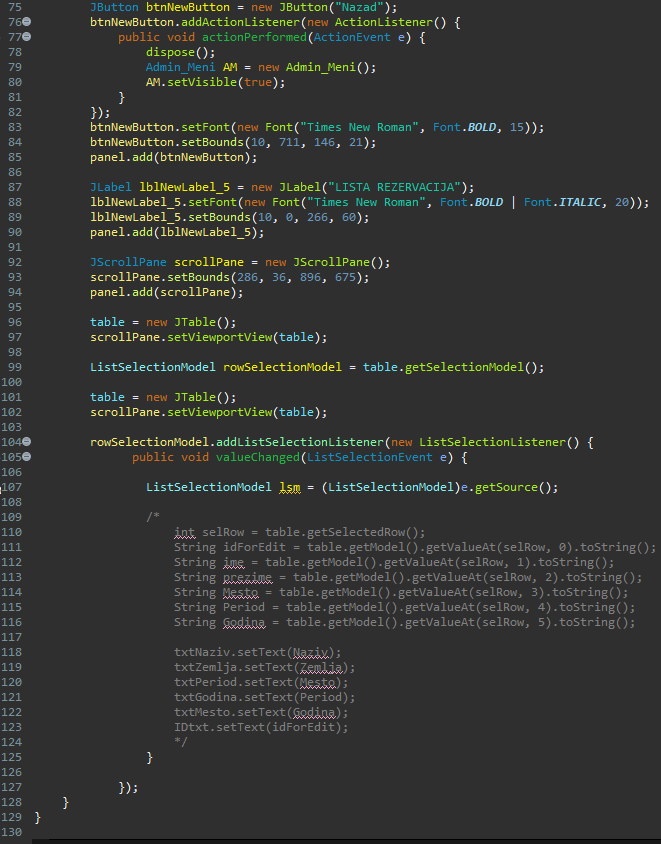 75 JButton btnNewButton = new JButton("Nazad");
76 btnNewButton.addActionListener(new ActionListener() {
77 public void actionPerformed(ActionEvent e) {
78 dispose();
79 Admin_Meni AM = new Admin_Meni();
80 AM.setVisible(true);
81 }
82 });
83 btnNewButton.setFont(new Font("Times New Roman", Font.BOLD, 15));
84 btnNewButton.setBounds(10, 711, 146, 21);
85 panel.add(btnNewButton);
86
87 JLabel lblNewLabel_5 = new JLabel("LISTA REZERVACIJA");
88 lblNewLabel_5.setFont(new Font("Times New Roman", Font.BOLD | Font.ITALIC, 20));
89 lblNewLabel_5.setBounds(10, 0, 266, 60);
90 panel.add(lblNewLabel_5);
91
92 JScrollPane scrollPane = new JScrollPane();
93 scrollPane.setBounds(286, 36, 896, 675);
94 panel.add(scrollPane);
95
96 table = new JTable();
97 scrollPane.setViewportView(table);
98
99 ListSelectionModel rowSelectionModel = table.getSelectionModel();
100
101 table = new JTable();
102 scrollPane.setViewportView(table);
103
104 rowSelectionModel.addListSelectionListener(new ListSelectionListener() {
105 public void valueChanged(ListSelectionEvent e) {
106
107 ListSelectionModel lsm = (ListSelectionModel)e.getSource();
108
109 /*
110 int selRow = table.getSelectedRow();
111 String idForEdit = table.getModel().getValueAt(selRow, 0).toString();
112 String ime = table.getModel().getValueAt(selRow, 1).toString();
113 String prezime = table.getModel().getValueAt(selRow, 2).toString();
114 String Mesto = table.getModel().getValueAt(selRow, 3).toString();
115 String Period = table.getModel().getValueAt(selRow, 4).toString();
116 String Godina = table.getModel().getValueAt(selRow, 5).toString();
117
118 txtNaziv.setText(Naziv);
119 txtZemlja.setText(Zemlja);
120 txtPeriod.setText(Mesto);
121 txtGodina.setText(Period);
122 txtMesto.setText(Godina);
123 IDtxt.setText(idForEdit);
124 */
125 }
126
127 });
128 }
129 }
130